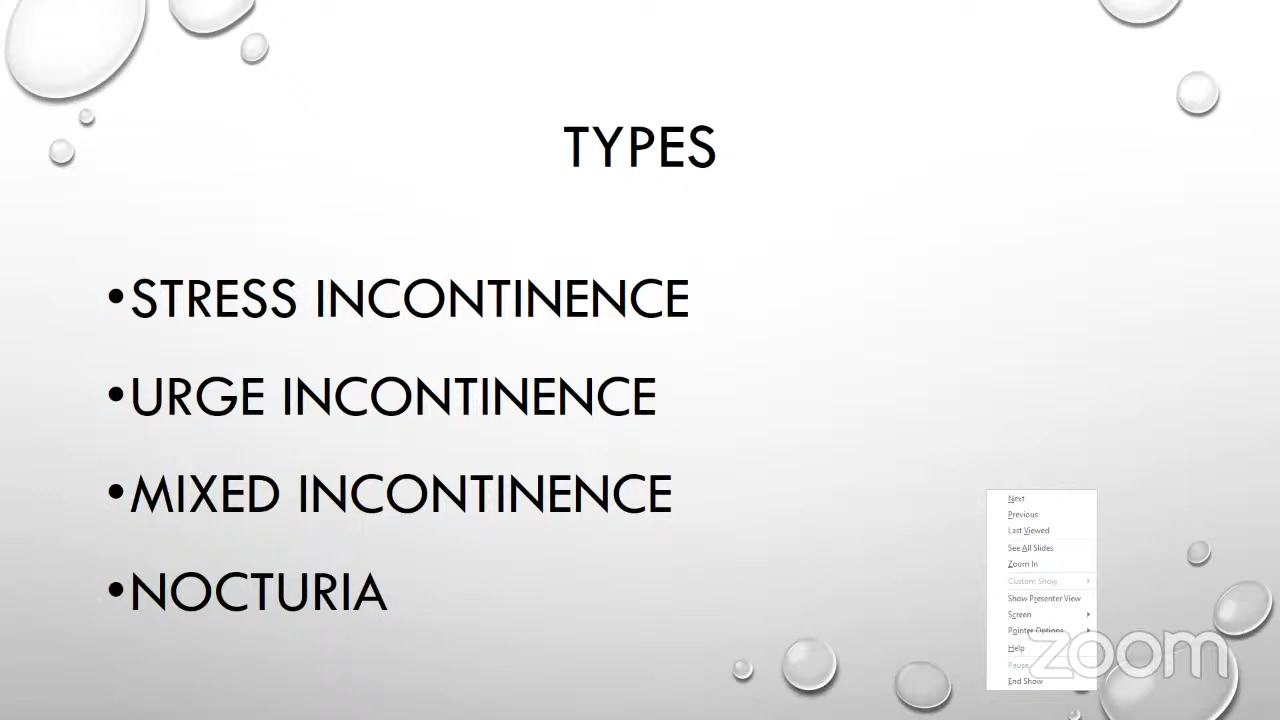 TYPES
•STRESS INCONTINENCE
•URGE INCONTINENCE
•MIXED INCONTINENCE
•NOCTURIA
Next
Previous
Last Viewed
See All Slides
Zoom In
Custom Show
Show Presenter View
Screen
Pointer Options
Help
Pause
End Show
zoom